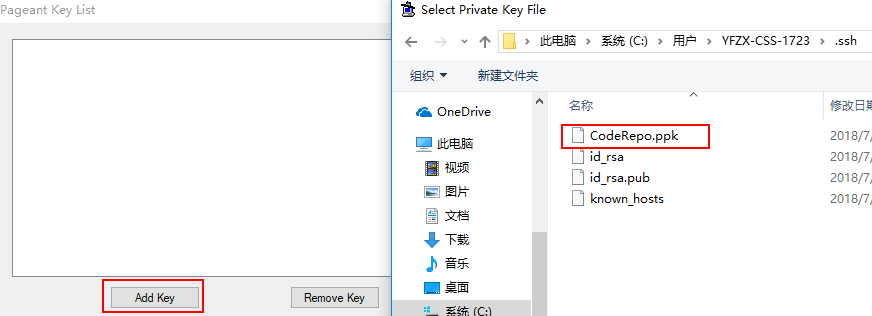 Pageant Key List
Add Key
Remove Key
Select Private Key File
此电脑 › 系统 (C:) › 用户 › YFZX-CSS-1723 › .ssh
组织 新建文件夹
OneDrive
此电脑
视频
图片
文档
下载
音乐
桌面
系统 (C:)
名称 修改日期
CodeRepo.ppk 2018/7/
id_rsa 2018/7/
id_rsa.pub 2018/7/
known_hosts 2018/7/